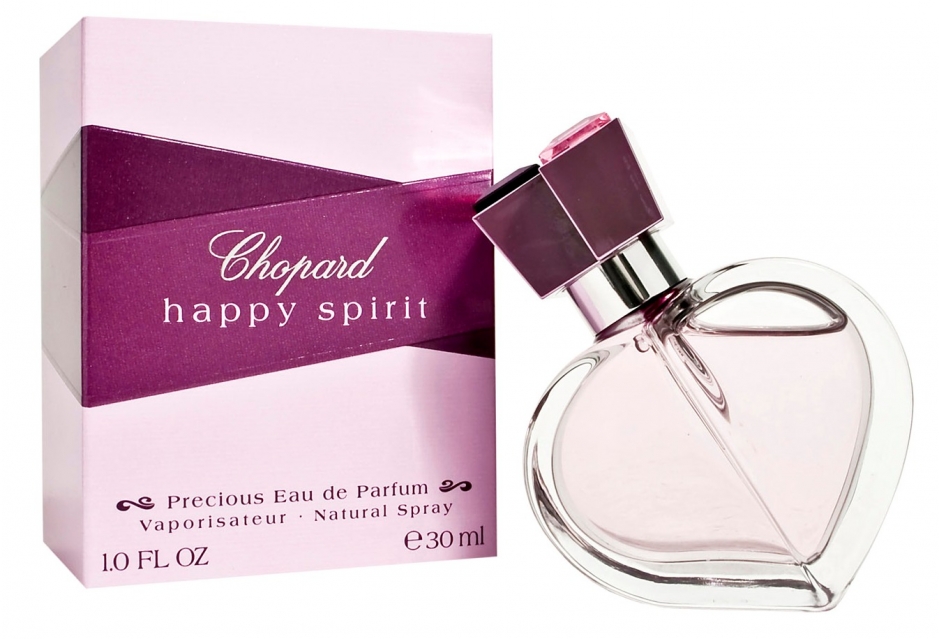 Chopard
happy spirit
Precious Eau de Parfum
Vaporisateur · Natural Spray
1.0 FL OZ
℮30 ml